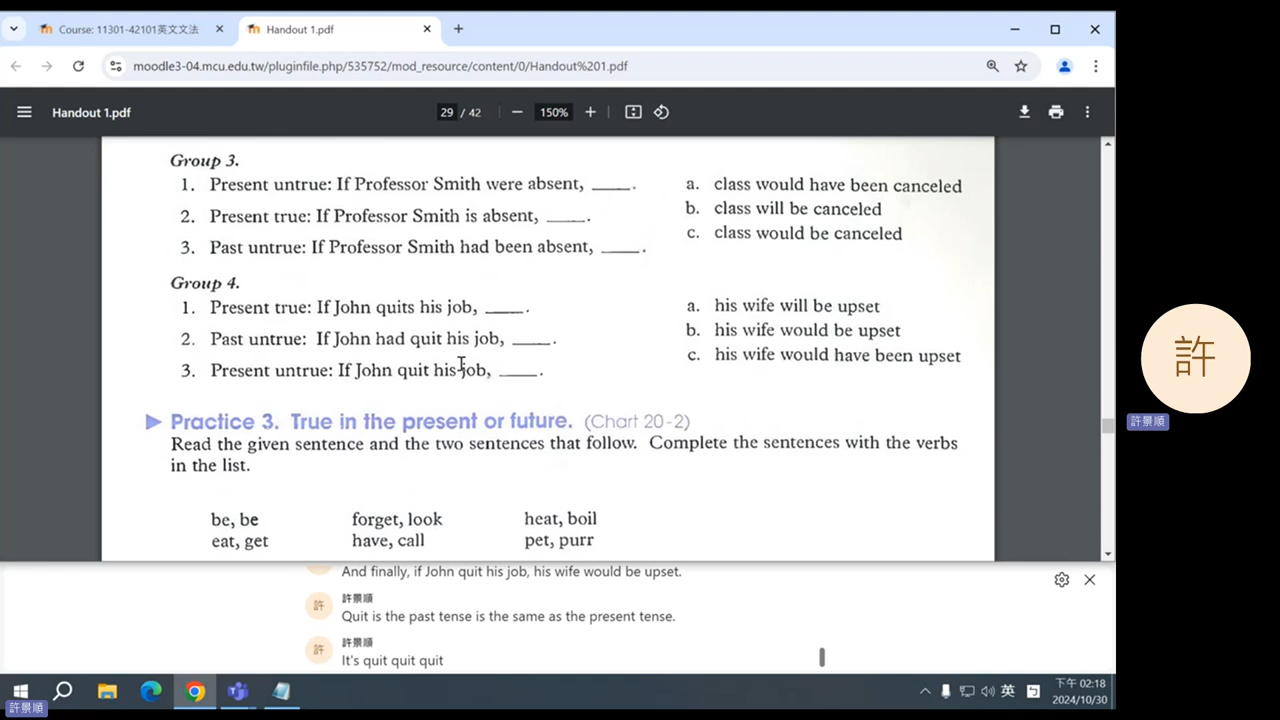 Course: 11301-42101英文文法
Handout 1.pdf
moodle3-04.mcu.edu.tw/pluginfile.php/535752/mod_resource/content/0/Handout%201.pdf
Handout 1.pdf
29 / 42
150%
Group 3.
1. Present untrue: If Professor Smith were absent, ____.
a. class would have been canceled
2. Present true: If Professor Smith is absent, ____.
b. class will be canceled
3. Past untrue: If Professor Smith had been absent, ____.
c. class would be canceled
Group 4.
1. Present true: If John quits his job, ____.
a. his wife will be upset
2. Past untrue: If John had quit his job, ____.
b. his wife would be upset
3. Present untrue: If John quit his job, ____.
c. his wife would have been upset
Practice 3. True in the present or future. (Chart 20-2)
Read the given sentence and the two sentences that follow. Complete the sentences with the verbs
in the list.
be, be forget, look heat, boil
eat, get have, call pet, purr
And finally, if John quit his job, his wife would be upset.
許景順
許
Quit is the past tense is the same as the present tense.
許景順
許
It's quit quit quit
許
許景順
英
下午 02:18
2024/10/30
許景順